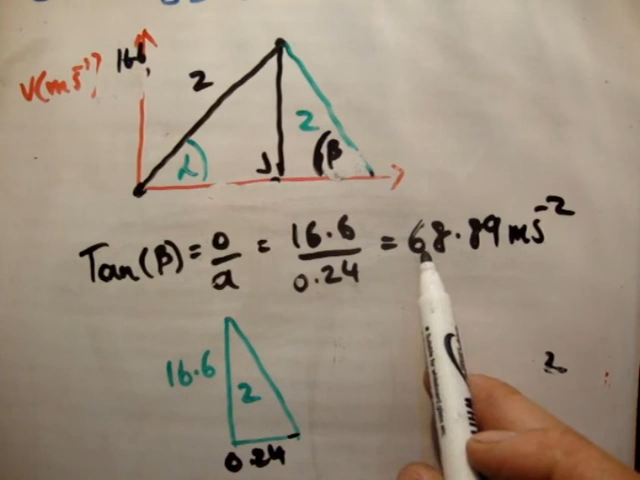 16.6
V(ms⁻¹)
2
2
α
β
Tan(β) = o/a = 16.6/0.24 = 68.89 ms⁻²
16.6
2
0.24
2